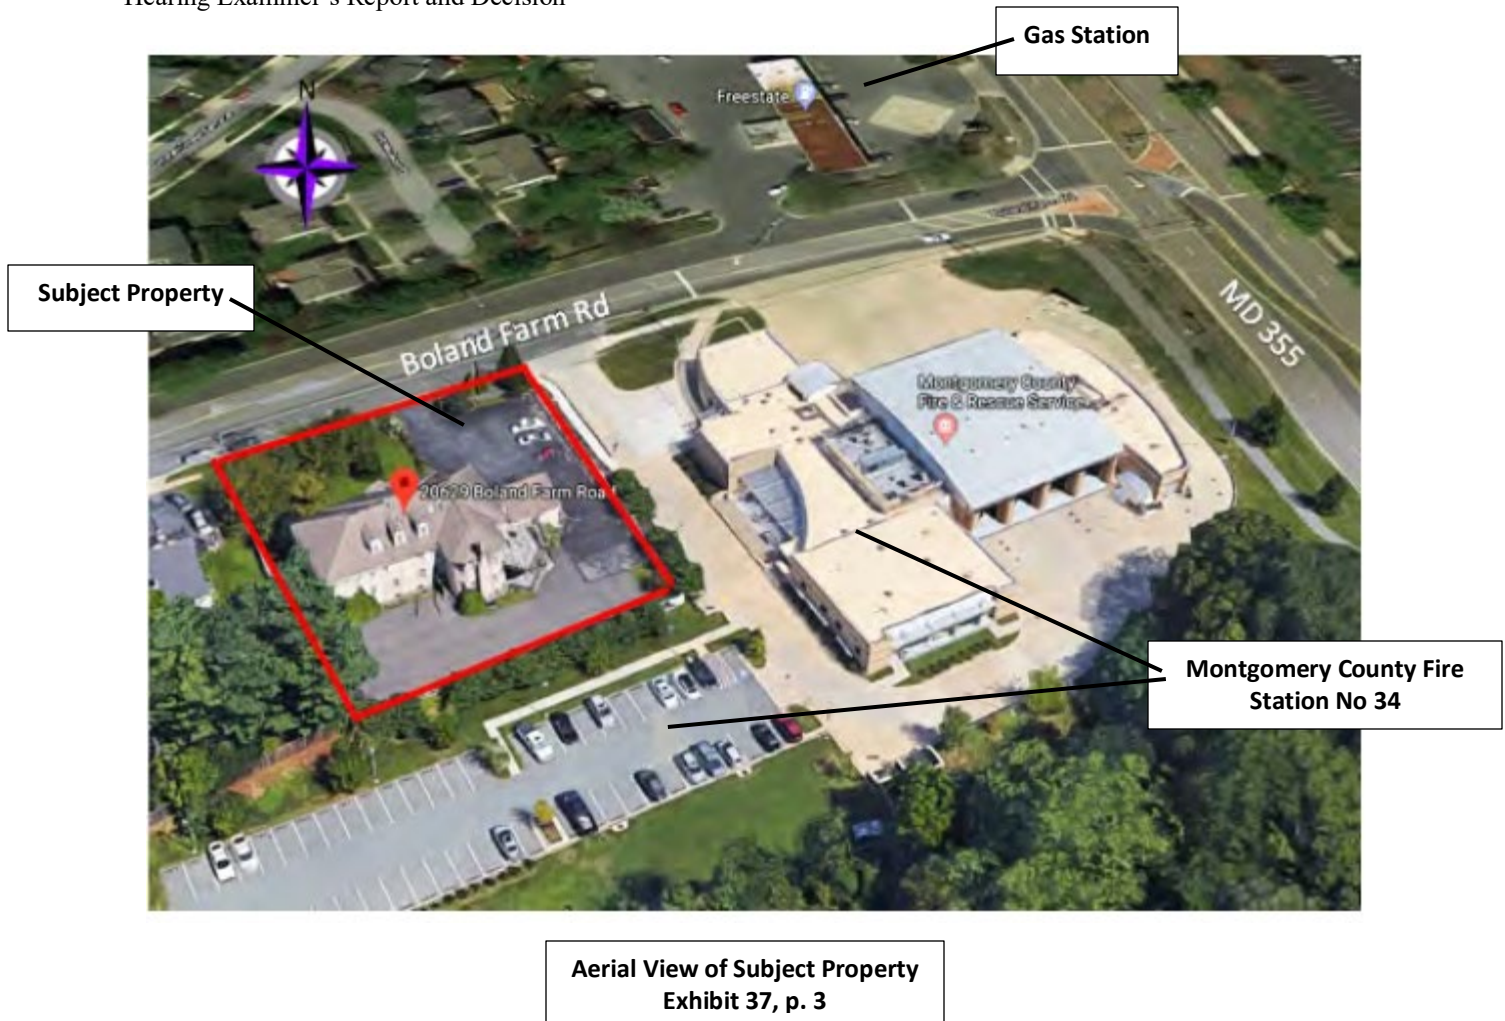 Hearing Examiner's Report and Decision
Gas Station
N
Freestate
Subject Property
Boland Farm Rd
MD 355
Montgomery County
Fire & Rescue Service...
20629 Boland Farm Road
Montgomery County Fire
Station No 34
Aerial View of Subject Property
Exhibit 37, p. 3